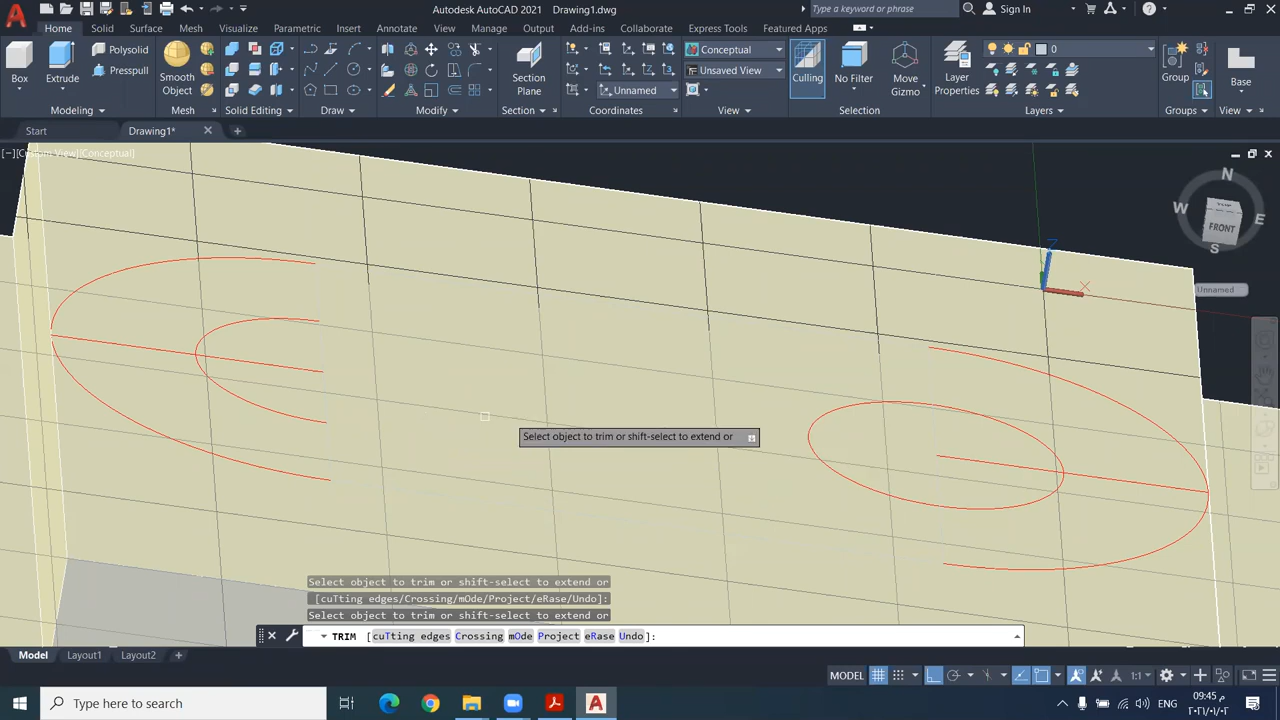 Autodesk AutoCAD 2021 Drawing1.dwg
Type a keyword or phrase
Sign In
Home Solid Surface Mesh Visualize Parametric Insert Annotate View Manage Output Add-ins Collaborate Express Tools Featured Apps
Box
Extrude
Polysolid
Presspull
Smooth
Object
Conceptual
Unsaved View
Unnamed
Section
Plane
Culling
No Filter
Move
Gizmo
Layer
Properties
0
Group
Base
Modeling
Mesh
Solid Editing
Draw
Modify
Section
Coordinates
View
Selection
Layers
Groups
View
Start
Drawing1*
[–][Custom View][Conceptual]
N
W
E
S
TOP
FRONT
Unnamed
Z
X
Select object to trim or shift-select to extend or
Select object to trim or shift-select to extend or
[cuTting edges/Crossing/mOde/Project/eRase/Undo]:
Select object to trim or shift-select to extend or
TRIM [cuTting edges Crossing mOde Project eRase Undo]:
Model Layout1 Layout2
MODEL
1:1
Type here to search
ENG
09:45 م